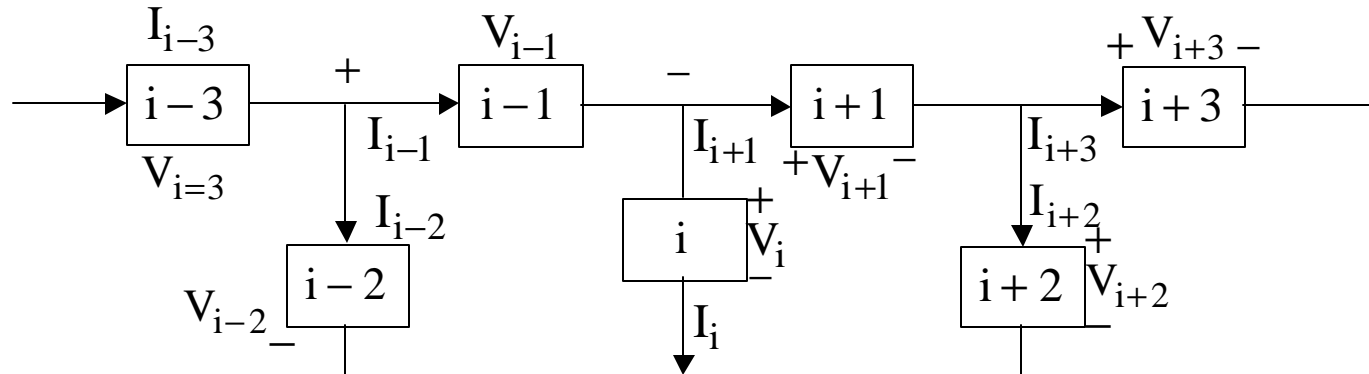 I_{i−3} V_{i−1} + V_{i+3} −
+ −
i − 3 i − 1 i + 1 i + 3
I_{i−1} I_{i+1} I_{i+3}
V_{i=3} + V_{i+1} −
I_{i−2} I_{i+2}
i + V_i − + V_{i+2} −
i − 2 i + 2
V_{i−2} −
I_i